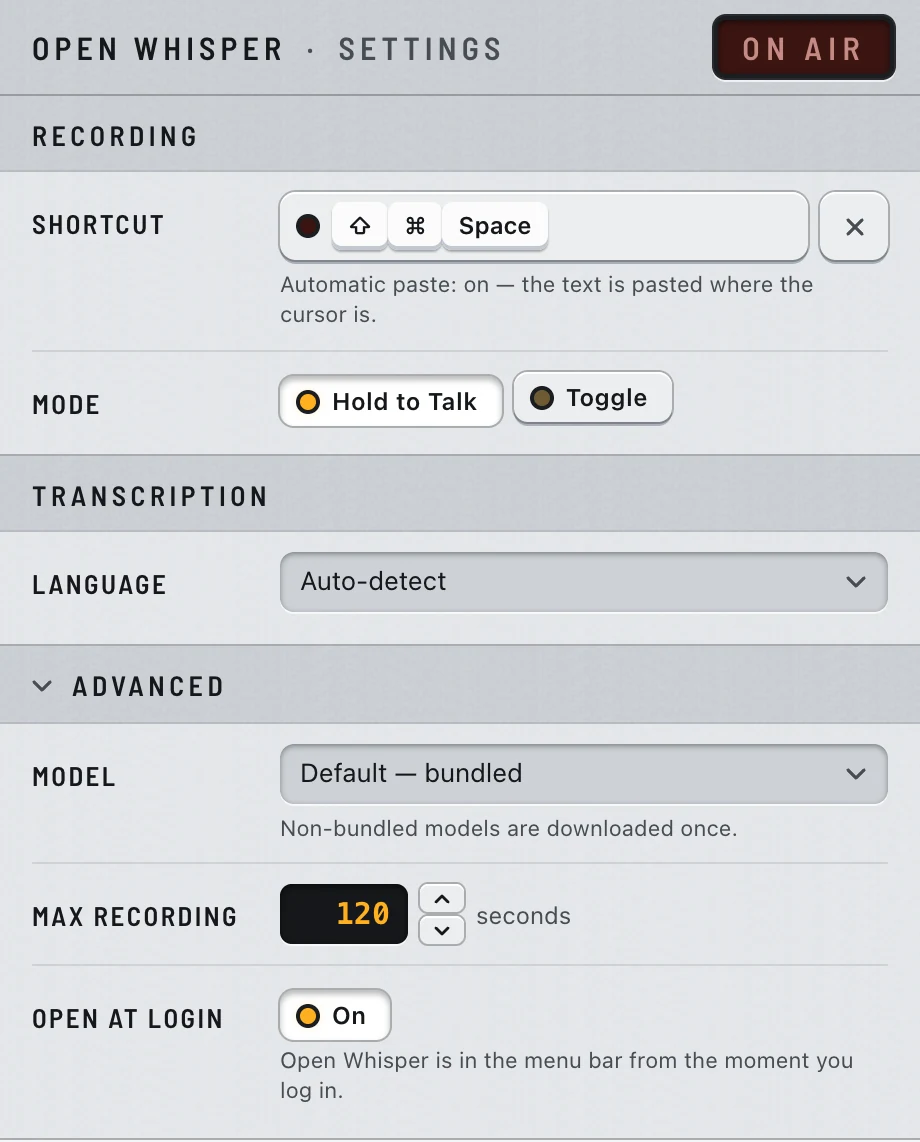 OPEN WHISPER · SETTINGS
ON AIR
RECORDING
SHORTCUT
⇧ ⌘ Space
Automatic paste: on — the text is pasted where the
cursor is.
MODE
Hold to Talk
Toggle
TRANSCRIPTION
LANGUAGE
Auto-detect
ADVANCED
MODEL
Default — bundled
Non-bundled models are downloaded once.
MAX RECORDING
120
seconds
OPEN AT LOGIN
On
Open Whisper is in the menu bar from the moment you
log in.